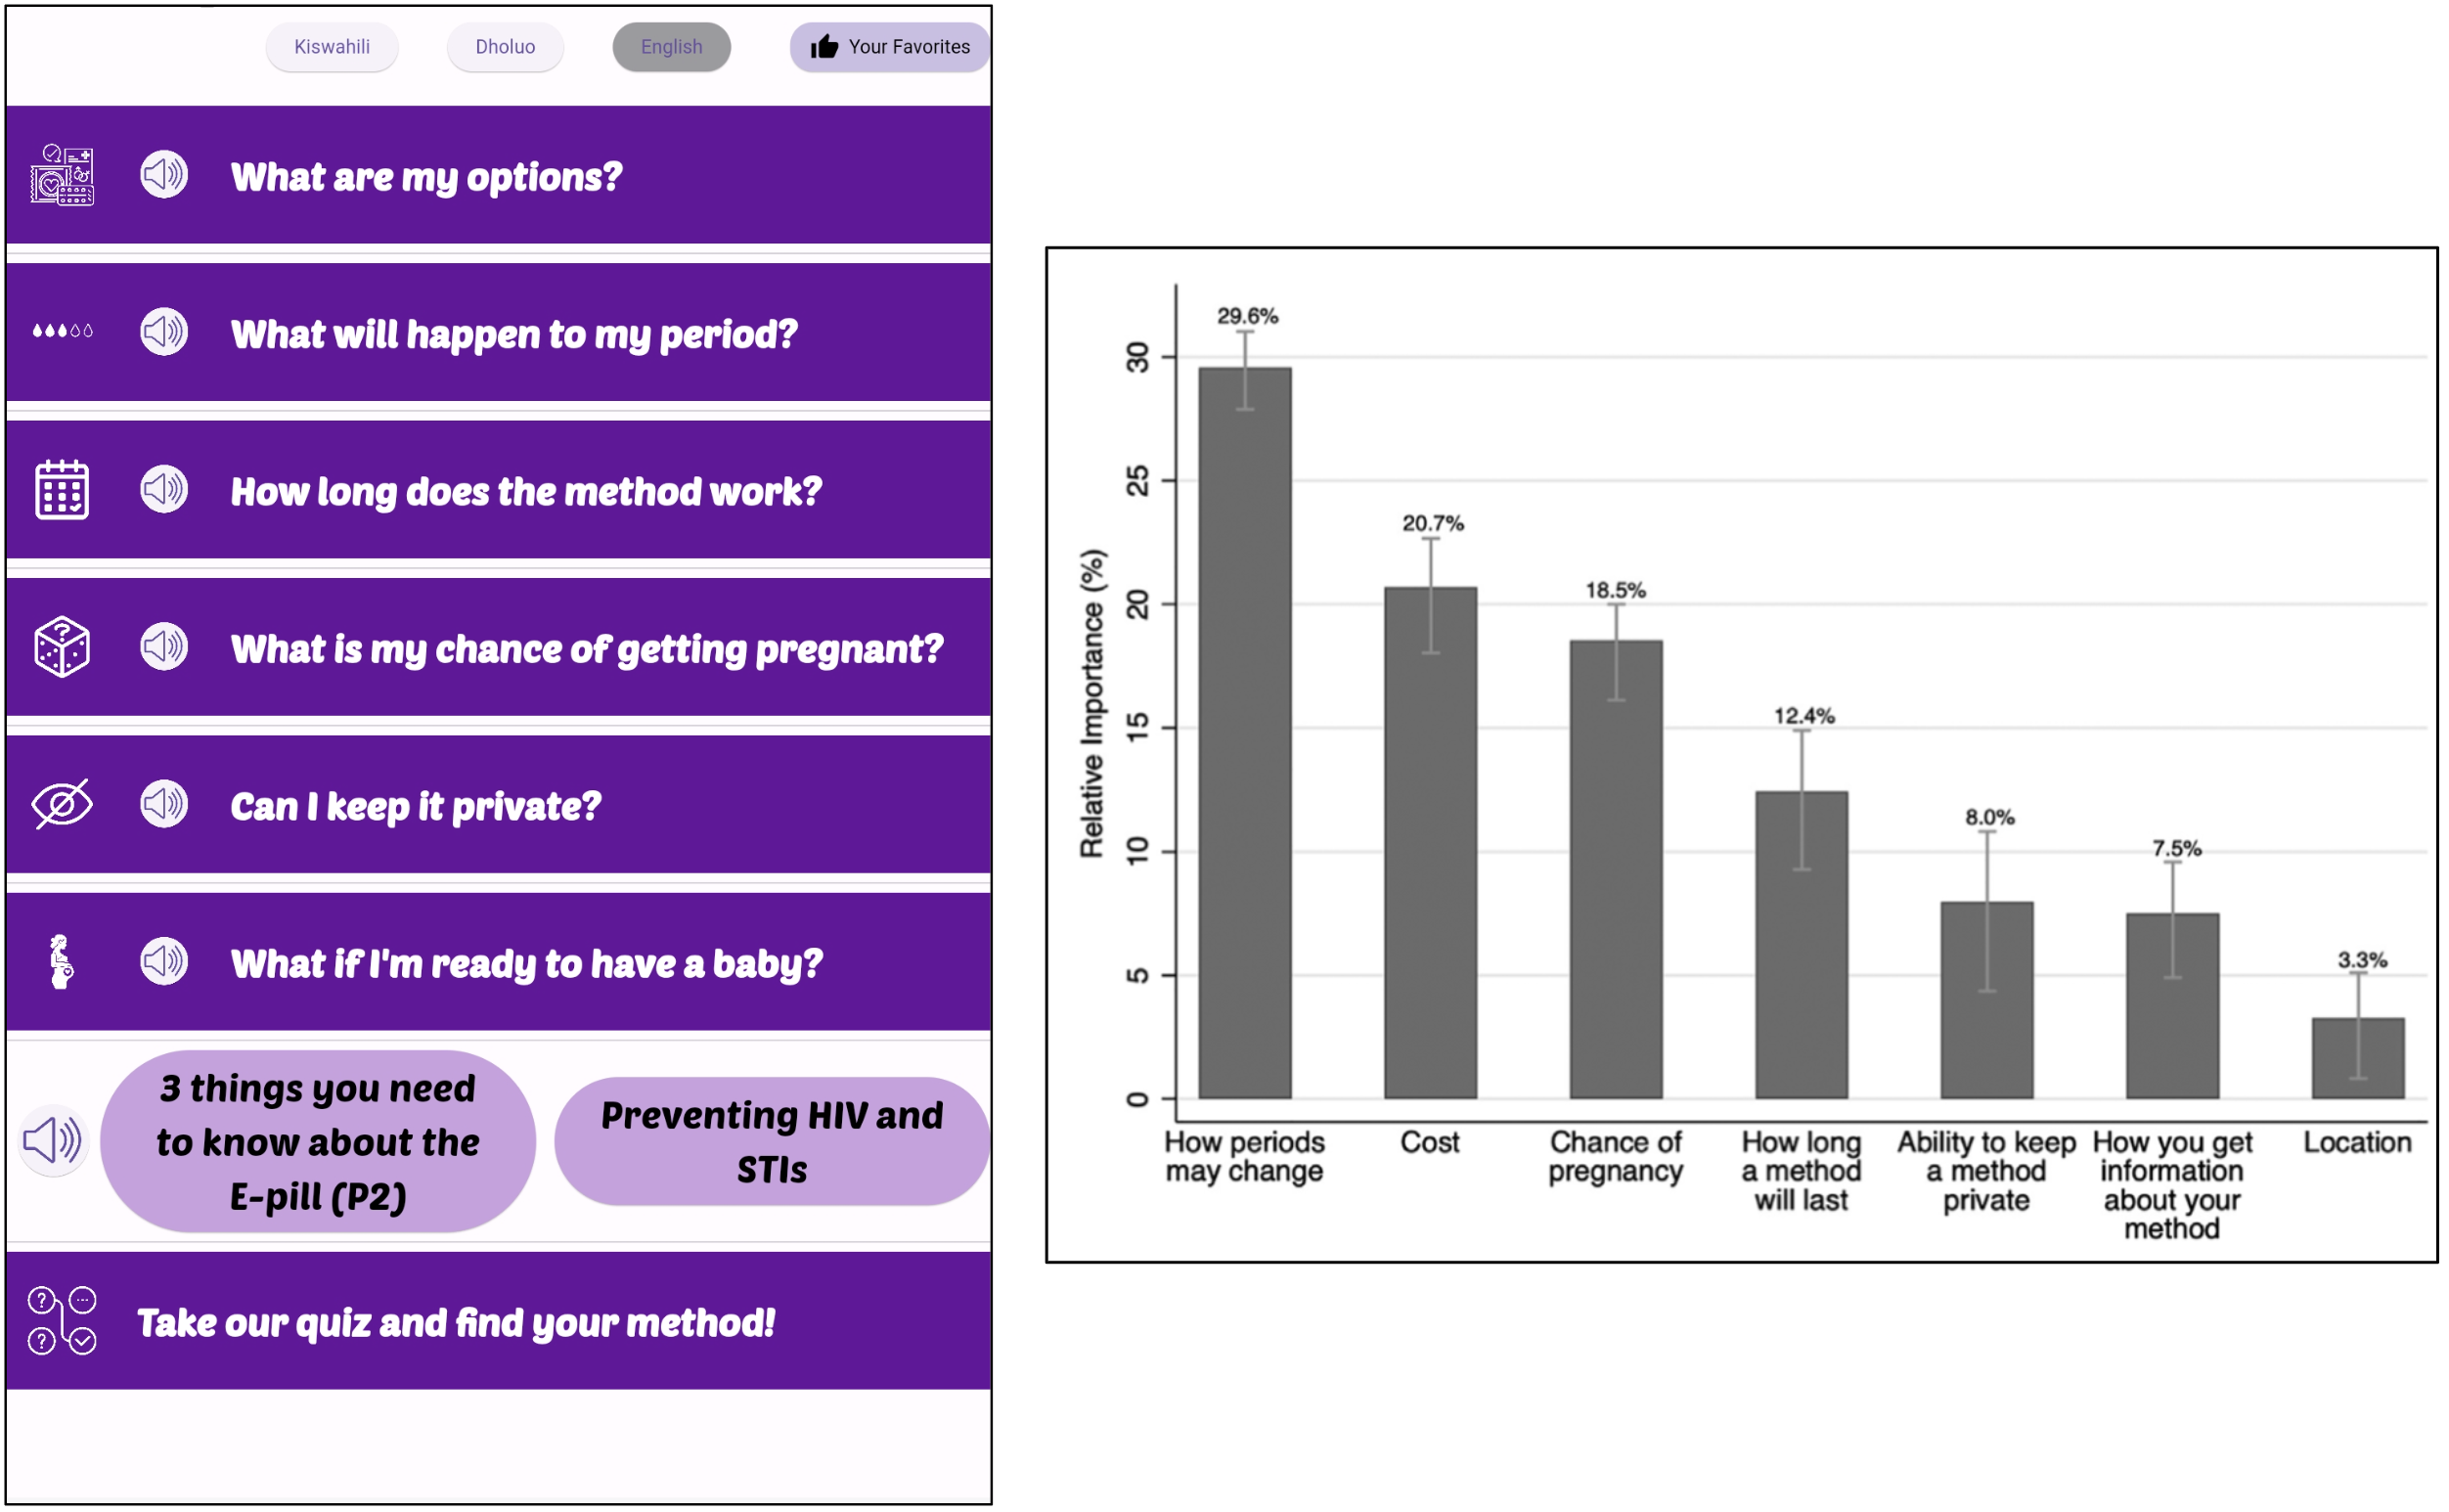 Kiswahili
Dholuo
English
Your Favorites
What are my options?
What will happen to my period?
How long does the method work?
What is my chance of getting pregnant?
Can I keep it private?
What if I'm ready to have a baby?
3 things you need
to know about the
E-pill (P2)
Preventing HIV and
STIs
Take our quiz and find your method!
Relative Importance (%)
30
25
20
15
10
5
0
29.6%
20.7%
18.5%
12.4%
8.0%
7.5%
3.3%
How periods
may change
Cost
Chance of
pregnancy
How long
a method
will last
Ability to keep
a method
private
How you get
information
about your
method
Location